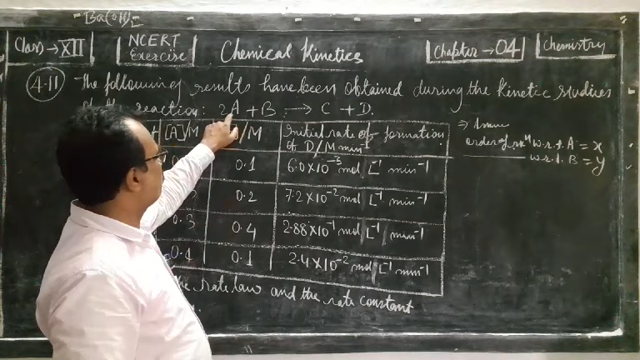 Ba(OH)2
Class → XII
NCERT
Exercise
Chemical Kinetics
Chapter → 04
Chemistry
4.11 The following results have been obtained during the kinetic studies
reaction: 2A + B → C + D
[A]/M /M Initial rate of formation
of D/M min⁻¹
0.1 6.0×10⁻³ mol L⁻¹ min⁻¹
0.2 7.2×10⁻² mol L⁻¹ min⁻¹
0.3 0.4 2.88×10⁻¹ mol L⁻¹ min⁻¹
0.4 0.1 2.4×10⁻² mol L⁻¹ min⁻¹
rate law and the rate constant
order of rxⁿ w.r.t. A = x
w.r.t. B = y